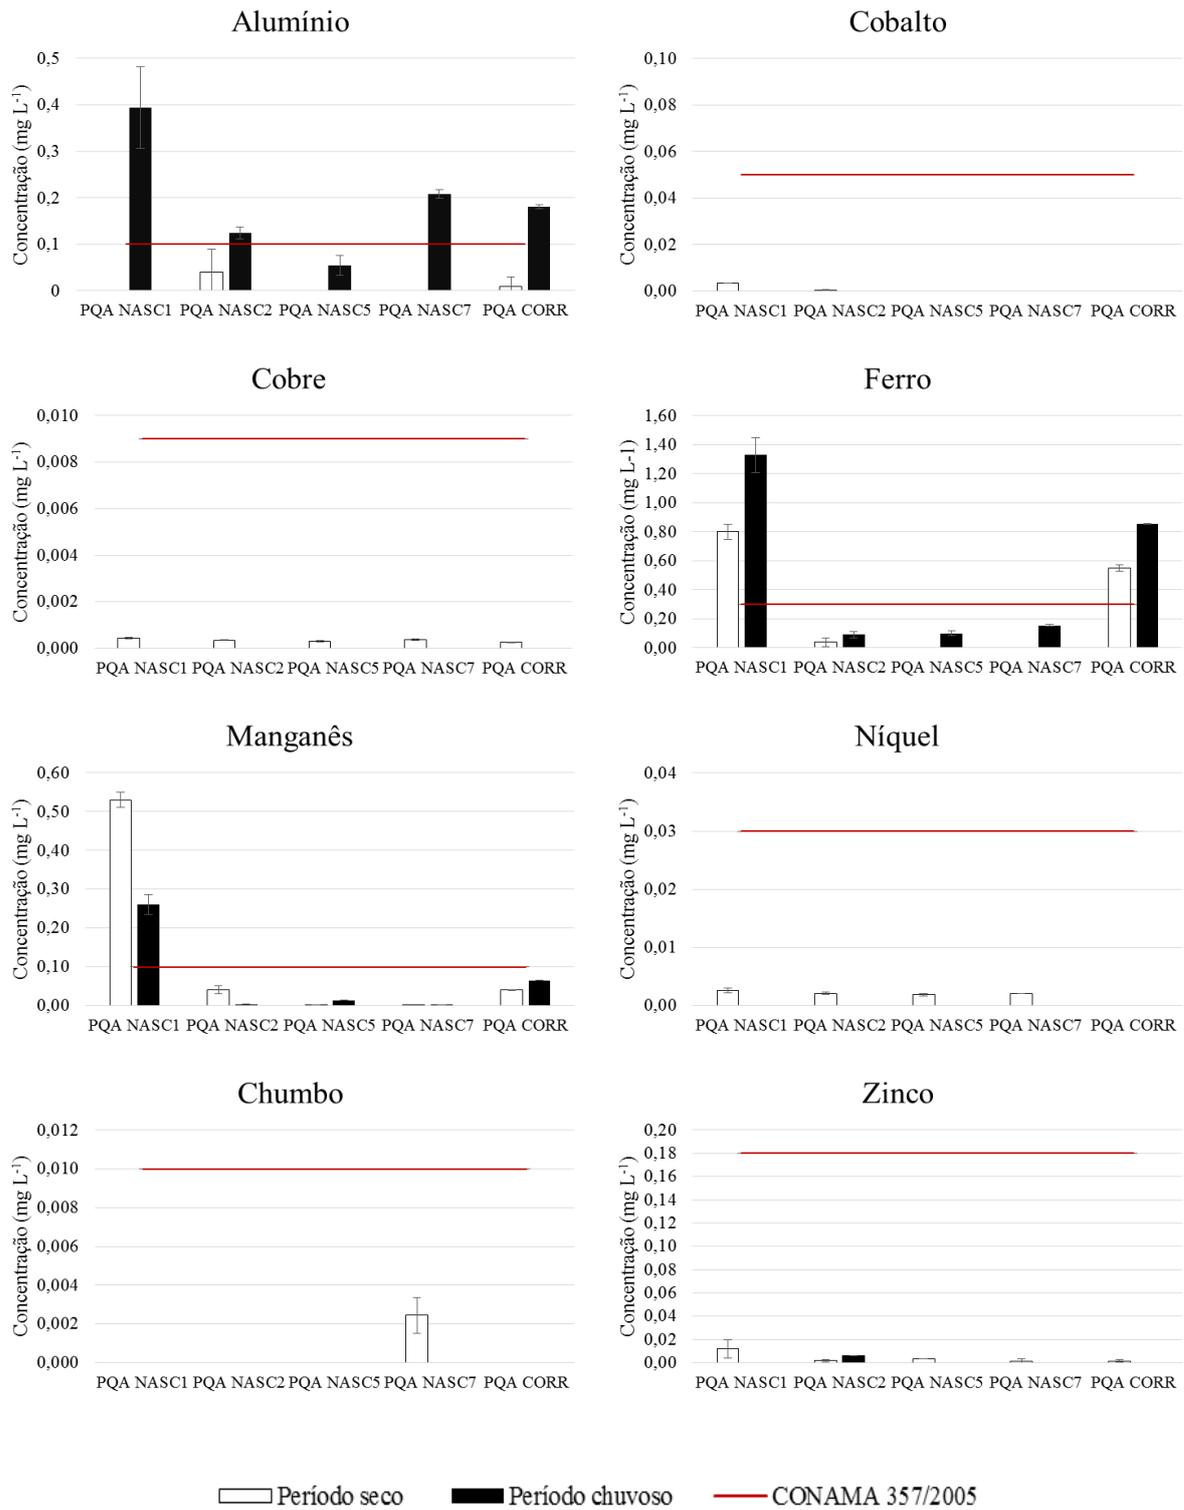 Alumínio
Concentração (mg L-1)
0,5
0,4
0,3
0,2
0,1
0
PQA NASC1 PQA NASC2 PQA NASC5 PQA NASC7 PQA CORR
Cobalto
Concentração (mg L-1)
0,10
0,08
0,06
0,04
0,02
0,00
PQA NASC1 PQA NASC2 PQA NASC5 PQA NASC7 PQA CORR
Cobre
Concentração (mg L-1)
0,010
0,008
0,006
0,004
0,002
0,000
PQA NASC1 PQA NASC2 PQA NASC5 PQA NASC7 PQA CORR
Ferro
Concentração (mg L-1)
1,60
1,40
1,20
1,00
0,80
0,60
0,40
0,20
0,00
PQA NASC1 PQA NASC2 PQA NASC5 PQA NASC7 PQA CORR
Manganês
Concentração (mg L-1)
0,60
0,50
0,40
0,30
0,20
0,10
0,00
PQA NASC1 PQA NASC2 PQA NASC5 PQA NASC7 PQA CORR
Níquel
Concentração (mg L-1)
0,04
0,03
0,02
0,01
0,00
PQA NASC1 PQA NASC2 PQA NASC5 PQA NASC7 PQA CORR
Chumbo
Concentração (mg L-1)
0,012
0,010
0,008
0,006
0,004
0,002
0,000
PQA NASC1 PQA NASC2 PQA NASC5 PQA NASC7 PQA CORR
Zinco
Concentração (mg L-1)
0,20
0,18
0,16
0,14
0,12
0,10
0,08
0,06
0,04
0,02
0,00
PQA NASC1 PQA NASC2 PQA NASC5 PQA NASC7 PQA CORR
Período seco Período chuvoso CONAMA 357/2005